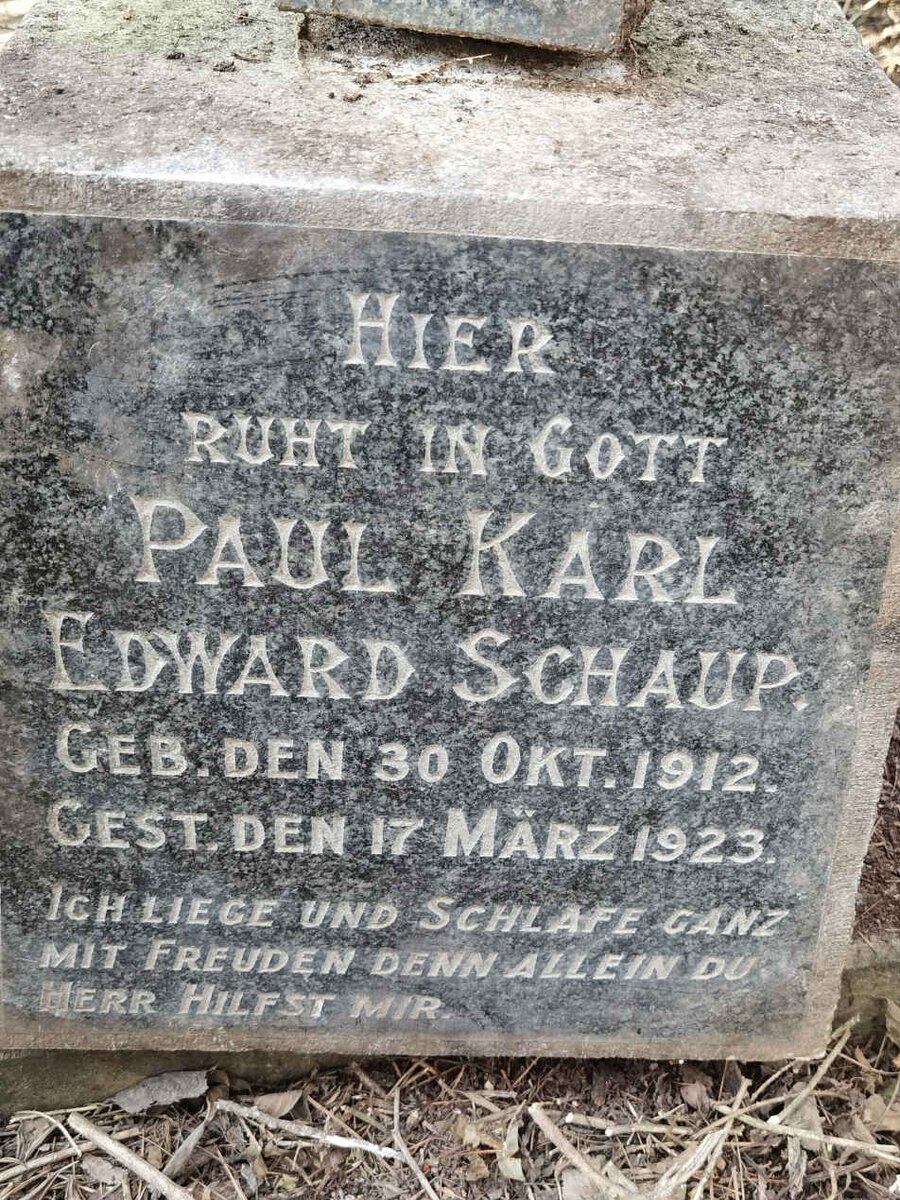 HIER
RUHT IN GOTT
PAUL KARL
EDWARD SCHAUP.
GEB. DEN 30 OKT. 1912.
GEST. DEN 17 MÄRZ 1923.
ICH LIEGE UND SCHLAFE GANZ
MIT FREUDEN DENN ALLEIN DU
HERR HILFST MIR.